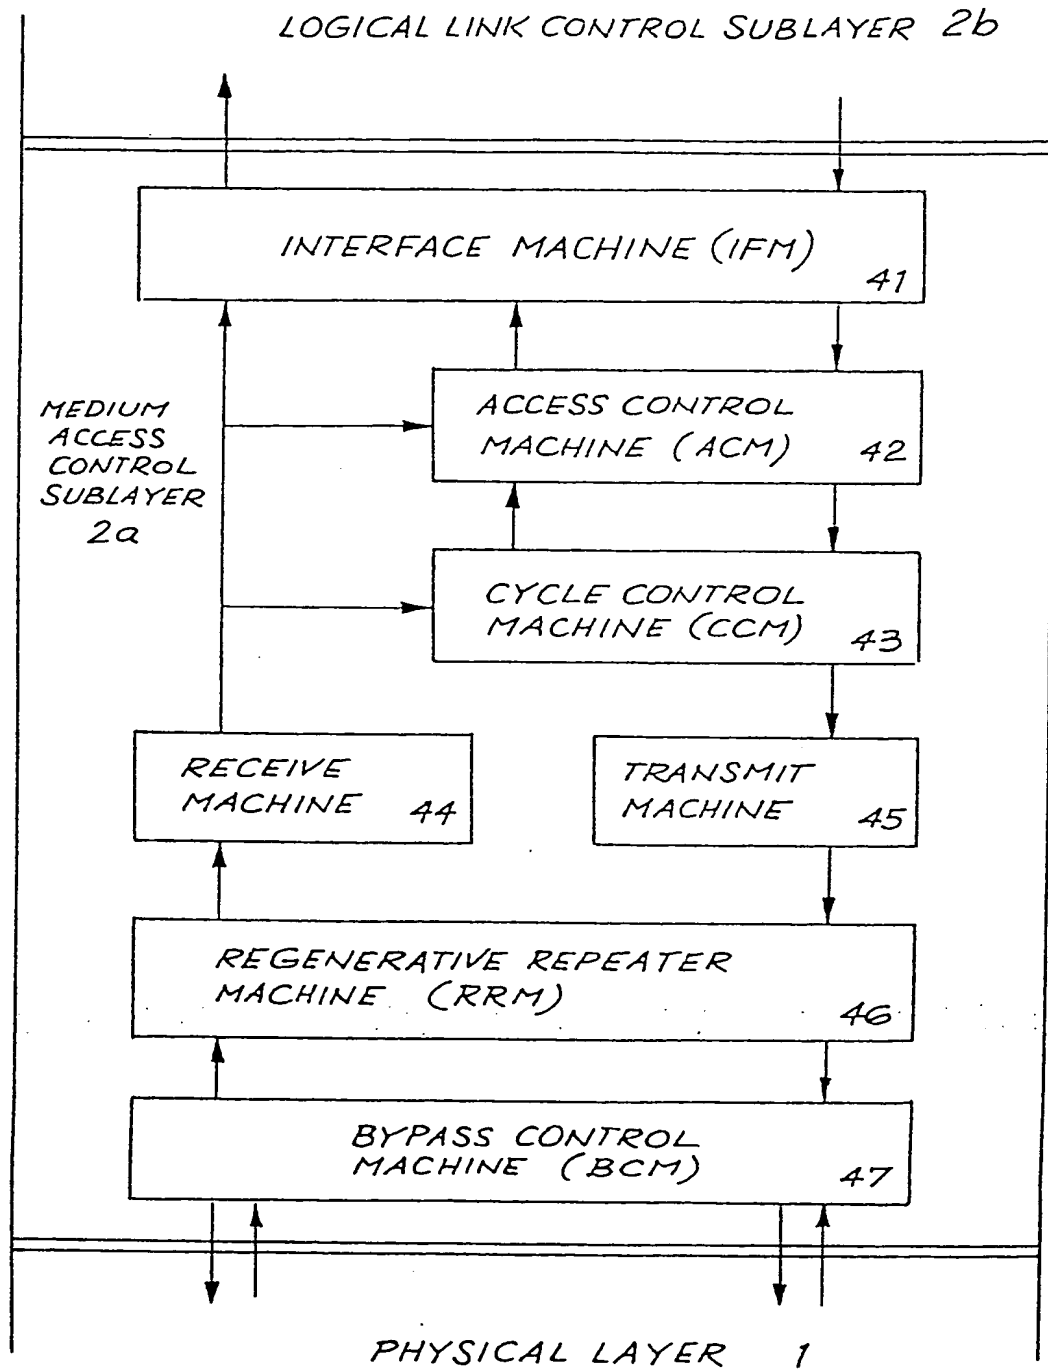 LOGICAL LINK CONTROL SUBLAYER 2b
INTERFACE MACHINE (IFM)
41
MEDIUM
ACCESS
CONTROL
SUBLAYER
2a
ACCESS CONTROL
MACHINE (ACM)
42
CYCLE CONTROL
MACHINE (CCM)
43
RECEIVE
MACHINE
44
TRANSMIT
MACHINE
45
REGENERATIVE REPEATER
MACHINE (RRM)
46
BYPASS CONTROL
MACHINE (BCM)
47
PHYSICAL LAYER 1